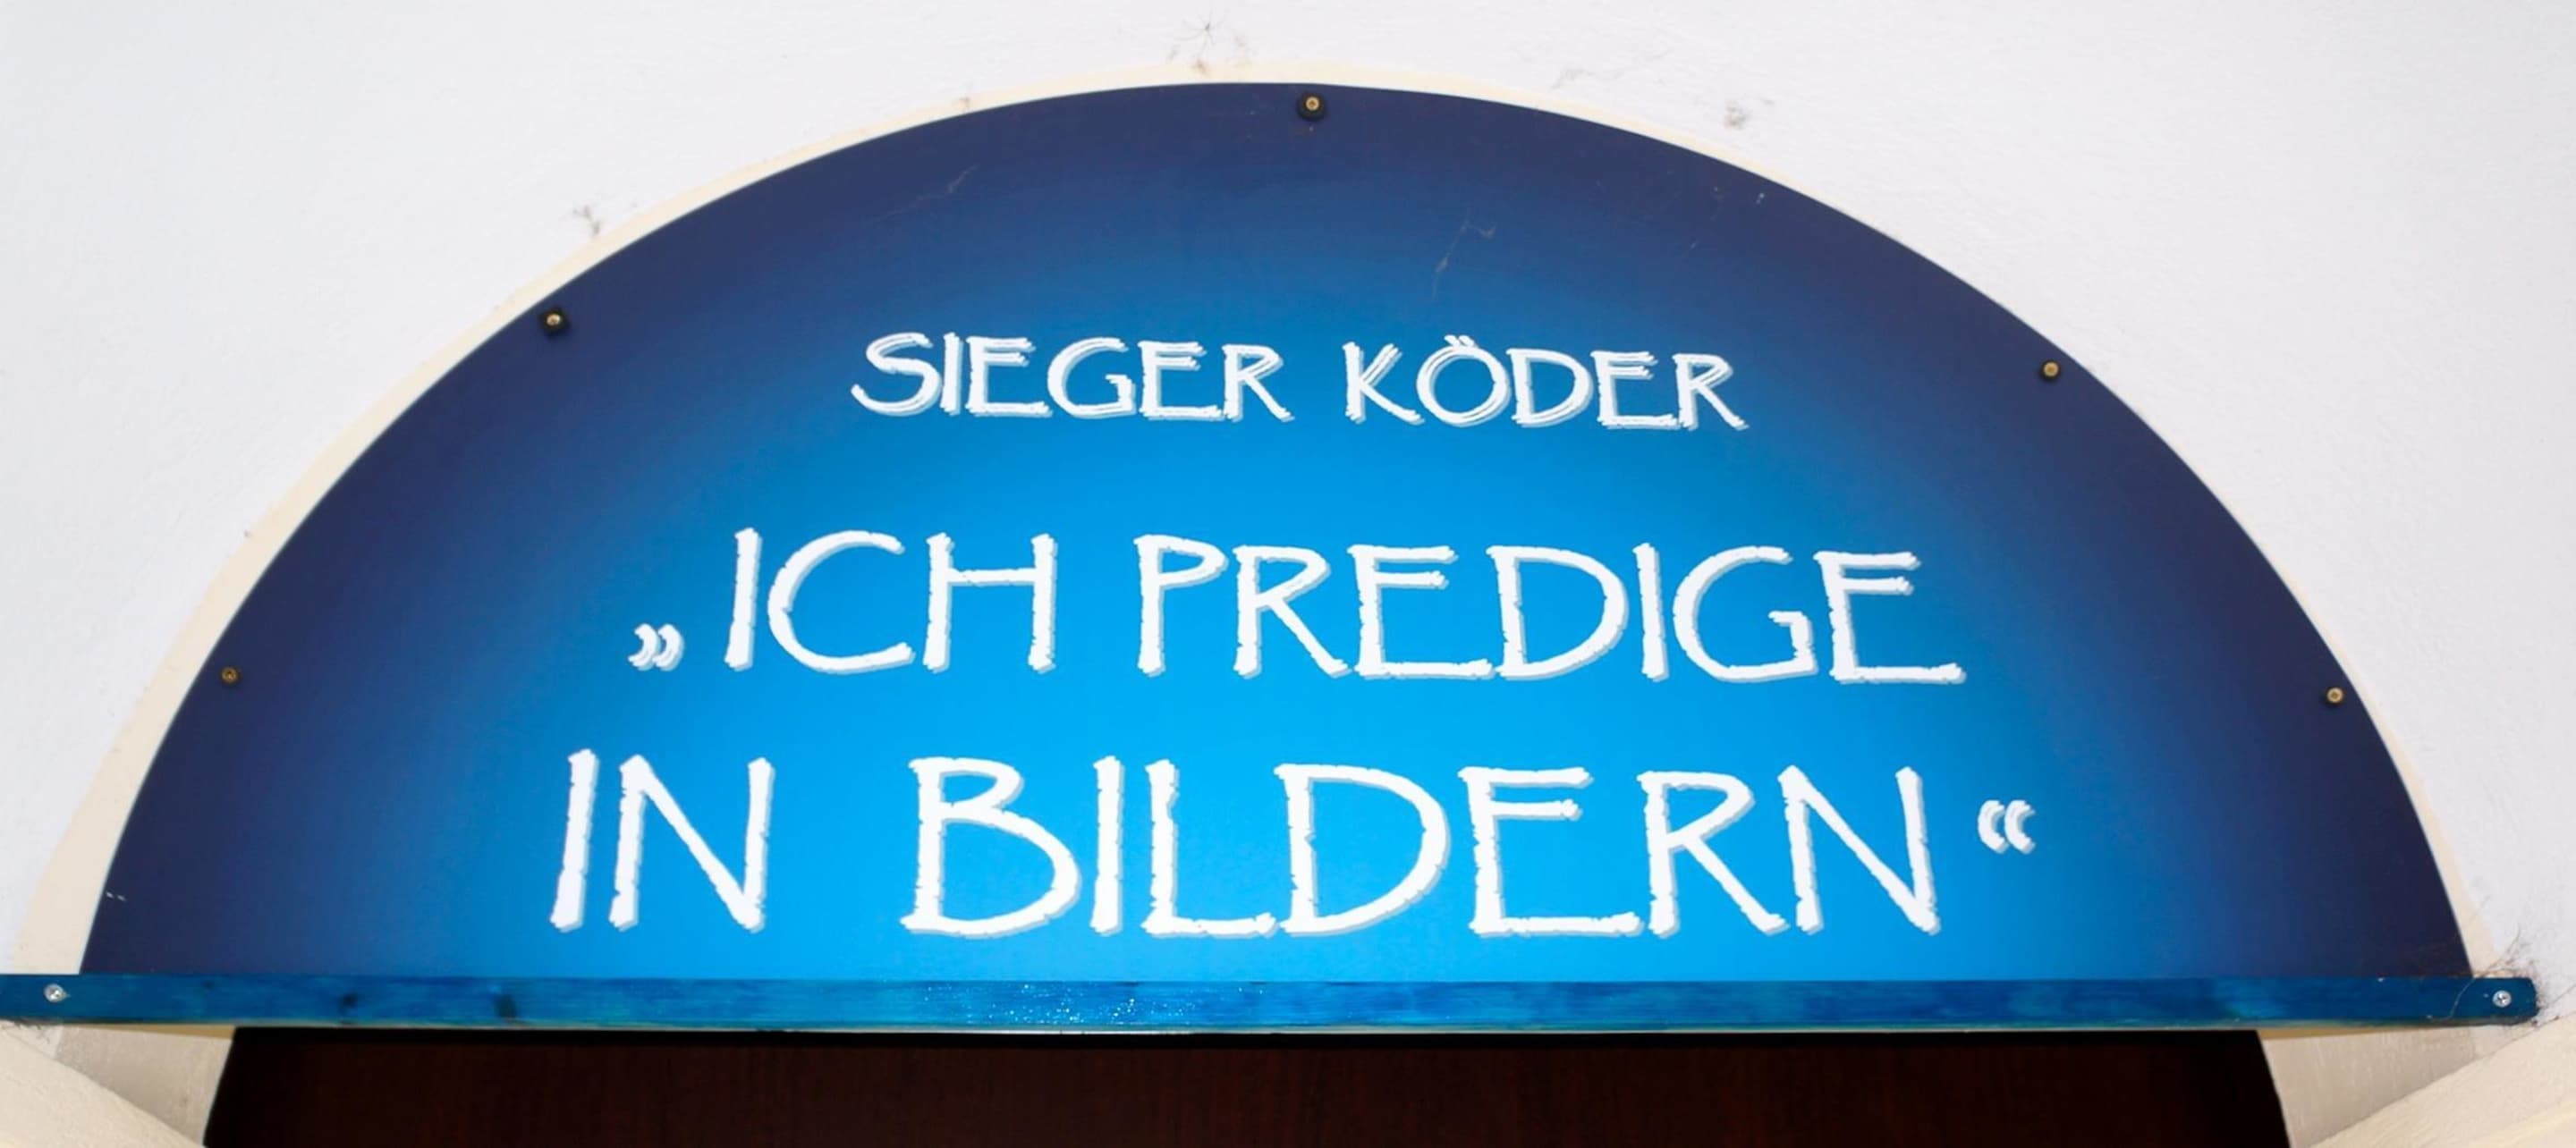 SIEGER KÖDER
„ICH PREDIGE
IN BILDERN“